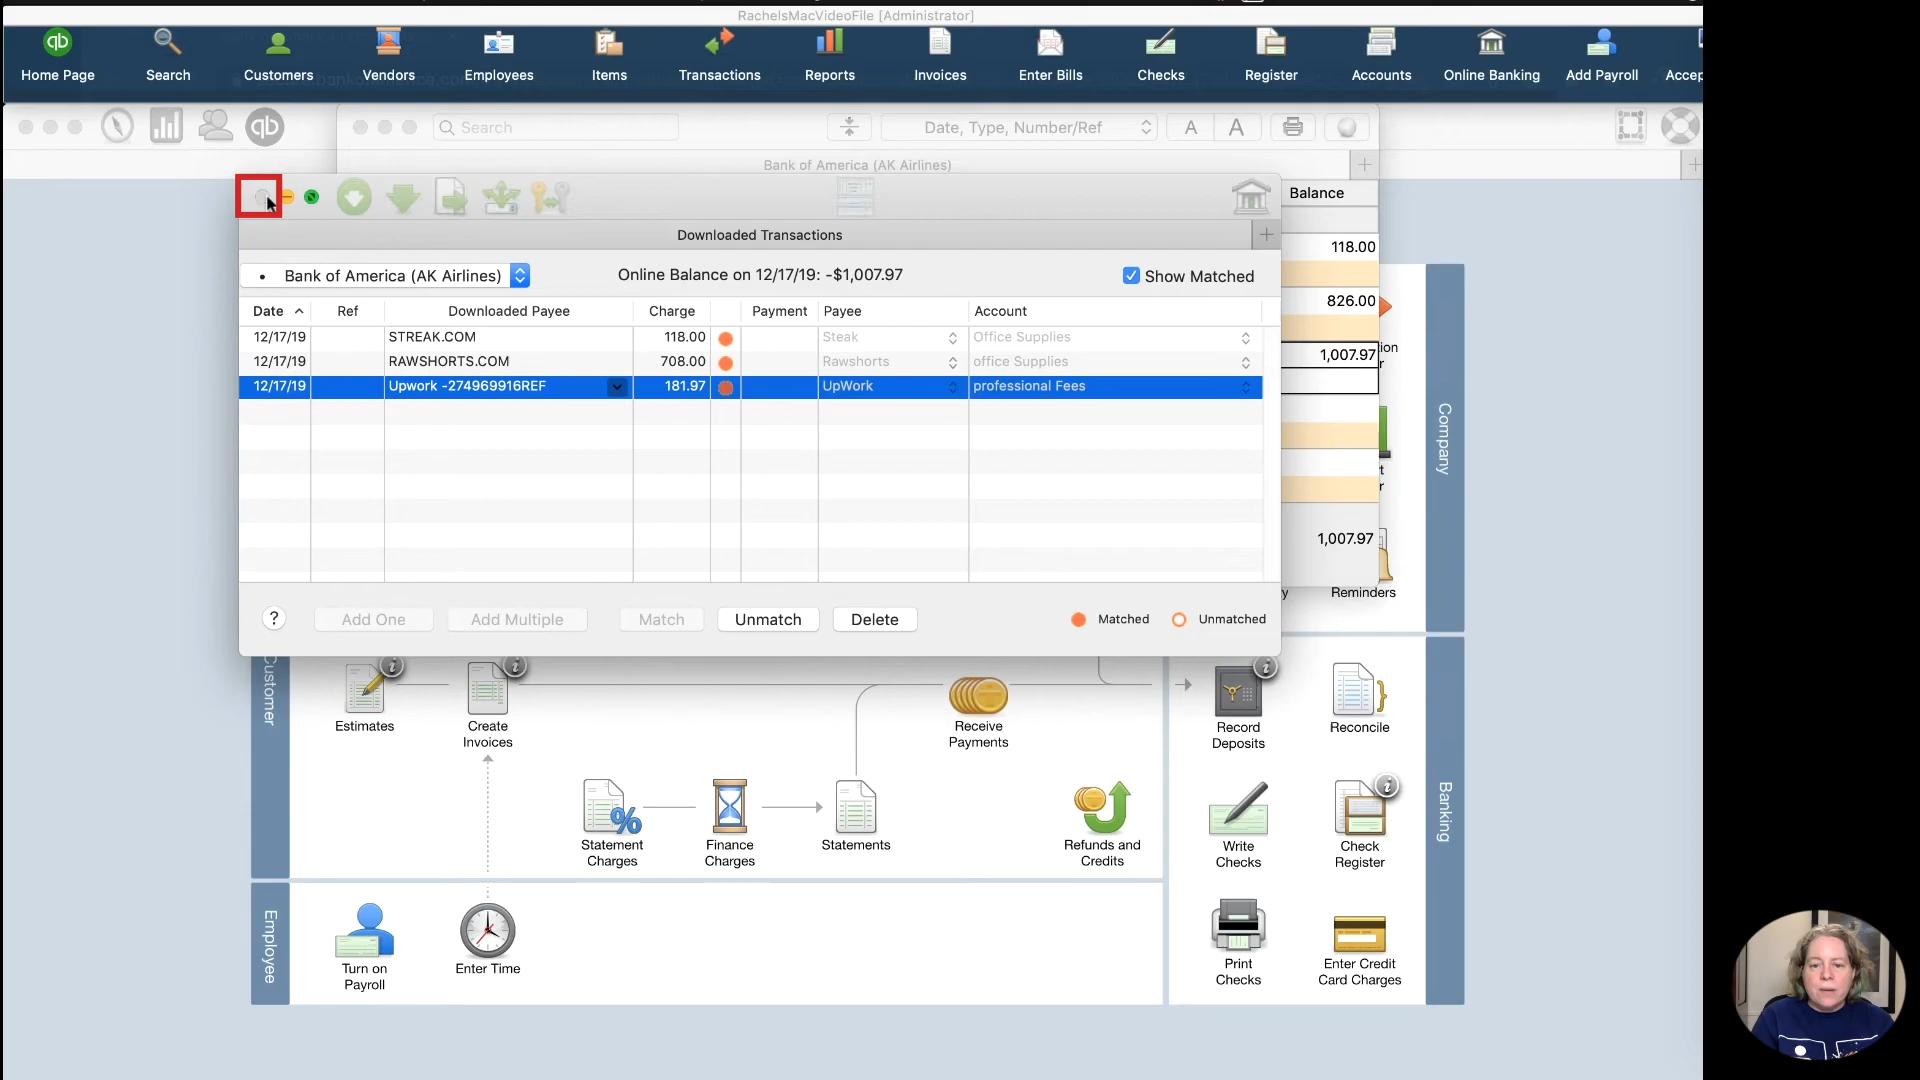 RachelsMacVideoFile [Administrator]
Home Page
Search
Customers
Vendors
Employees
Items
Transactions
Reports
Invoices
Enter Bills
Checks
Register
Accounts
Online Banking
Add Payroll
Accep
Search
Date, Type, Number/Ref
A
A
Bank of America (AK Airlines)
Balance
Downloaded Transactions
118.00
Bank of America (AK Airlines)
Online Balance on 12/17/19: -$1,007.97
Show Matched
826.00
Date Ref Downloaded Payee Charge Payment Payee Account
12/17/19 STREAK.COM 118.00 Steak Office Supplies
12/17/19 RAWSHORTS.COM 708.00 Rawshorts office Supplies
12/17/19 Upwork -274969916REF 181.97 UpWork professional Fees
1,007.97
1,007.97
Company
? Add One Add Multiple Match Unmatch Delete Matched Unmatched
Reminders
Customer
Estimates
Create
Invoices
Receive
Payments
Record
Deposits
Reconcile
Statement
Charges
Finance
Charges
Statements
Refunds and
Credits
Write
Checks
Check
Register
Banking
Employee
Turn on
Payroll
Enter Time
Print
Checks
Enter Credit
Card Charges